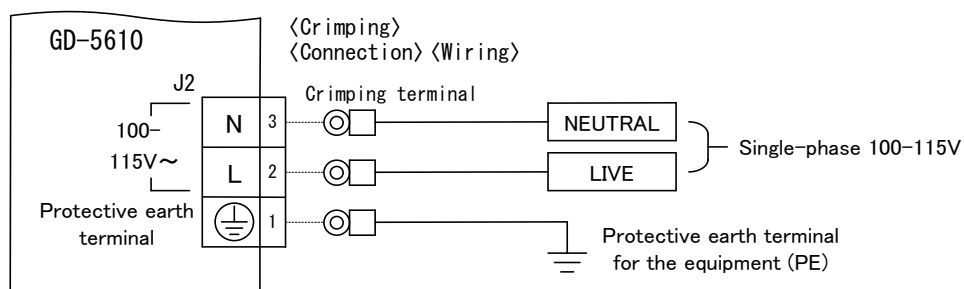 GD-5610
〈Crimping〉
〈Connection〉〈Wiring〉
J2
Crimping terminal
100-
115V～
N 3
NEUTRAL
L 2
LIVE
Single-phase 100-115V
Protective earth
terminal
1
Protective earth terminal
for the equipment (PE)